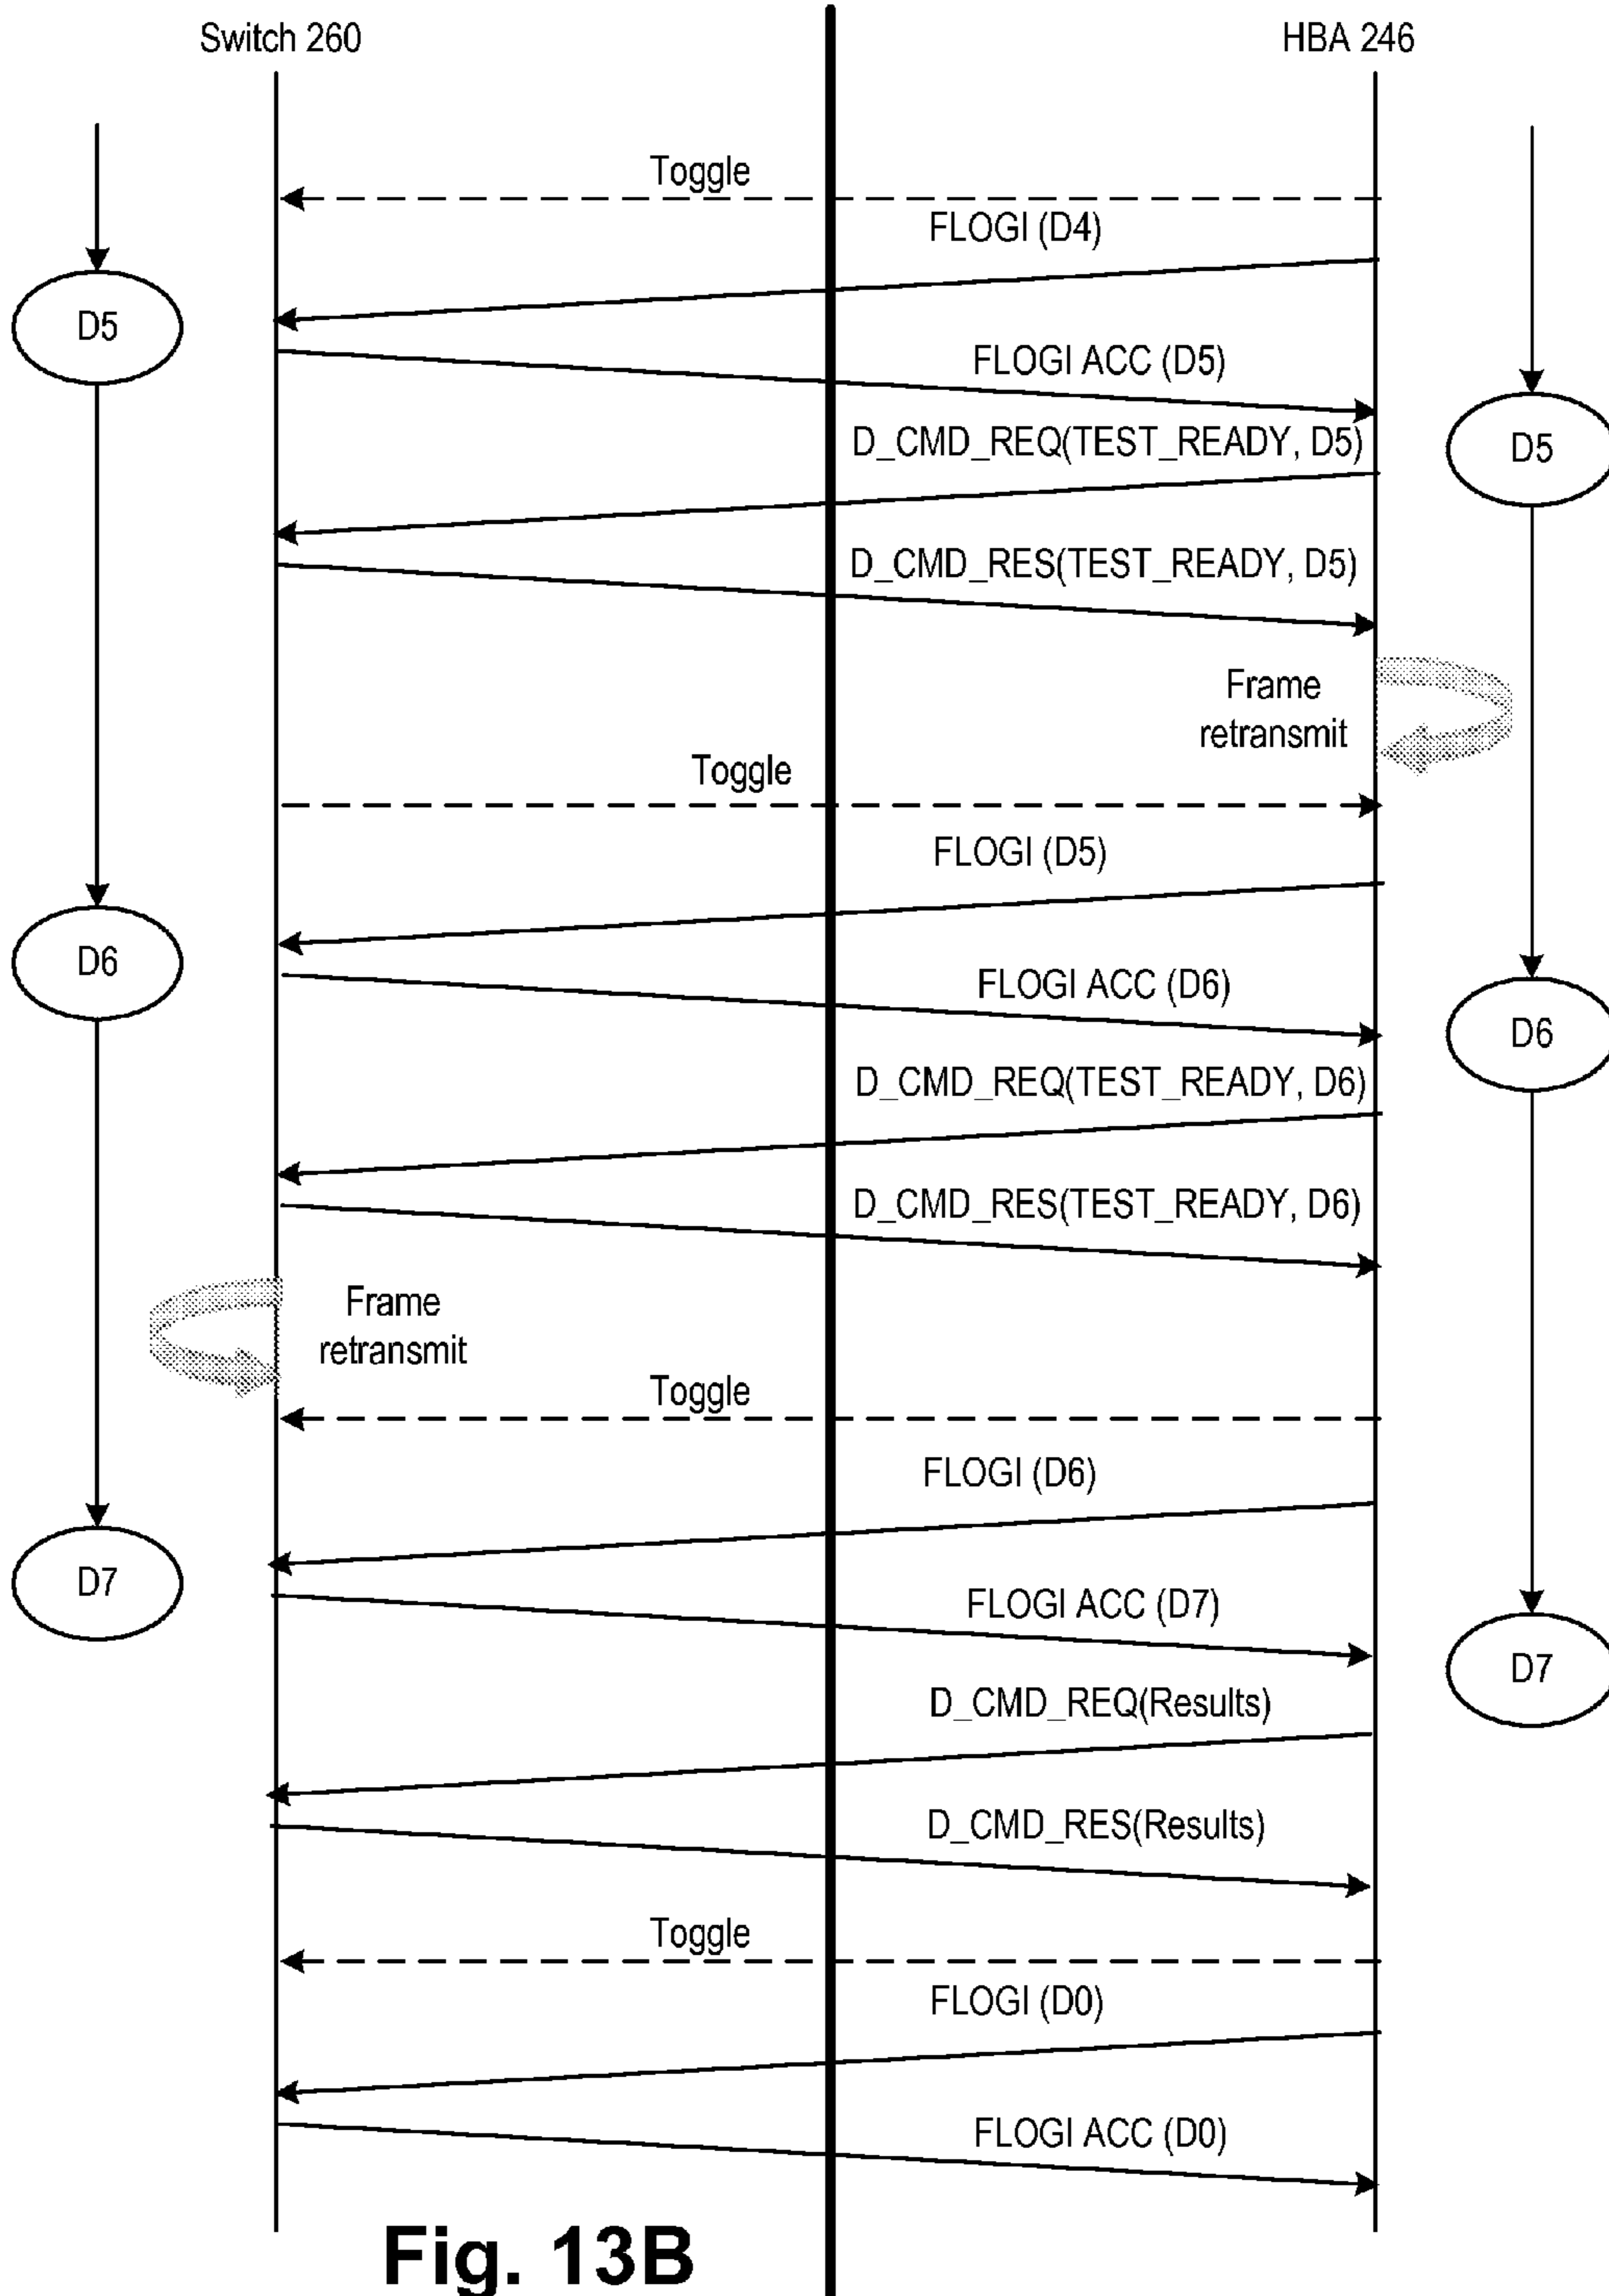 Switch 260
HBA 246
Toggle
FLOGI (D4)
D5
FLOGI ACC (D5)
D_CMD_REQ(TEST_READY, D5)
D5
D_CMD_RES(TEST_READY, D5)
Frame
retransmit
Toggle
FLOGI (D5)
D6
FLOGI ACC (D6)
D6
D_CMD_REQ(TEST_READY, D6)
D_CMD_RES(TEST_READY, D6)
Frame
retransmit
Toggle
FLOGI (D6)
D7
FLOGI ACC (D7)
D7
D_CMD_REQ(Results)
D_CMD_RES(Results)
Toggle
FLOGI (D0)
FLOGI ACC (D0)
Fig. 13B